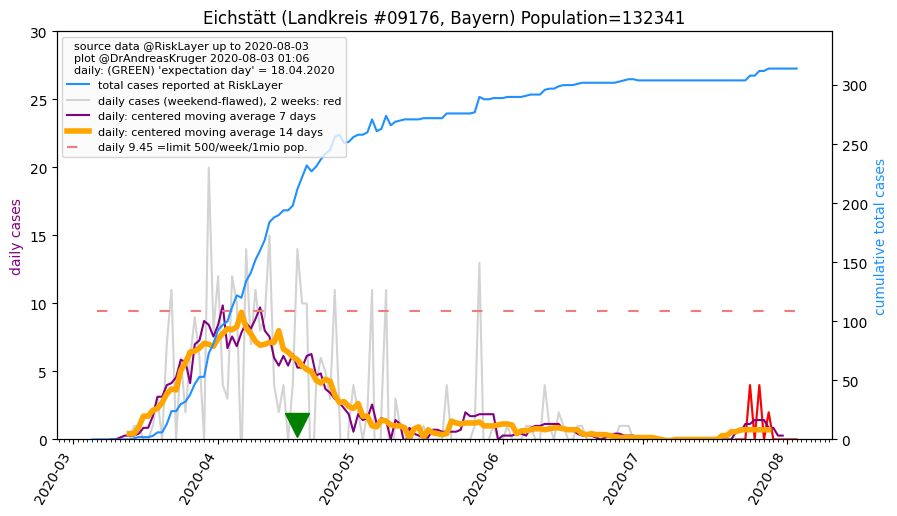 Eichstätt (Landkreis #09176, Bayern) Population=132341
source data @RiskLayer up to 2020-08-03
plot @DrAndreasKruger 2020-08-03 01:06
daily: (GREEN) 'expectation day' = 18.04.2020
total cases reported at RiskLayer
daily cases (weekend-flawed), 2 weeks: red
daily: centered moving average 7 days
daily: centered moving average 14 days
daily 9.45 =limit 500/week/1mio pop.
daily cases
30
25
20
15
10
5
0
cumulative total cases
300
250
200
150
100
50
0
2020-03
2020-04
2020-05
2020-06
2020-07
2020-08